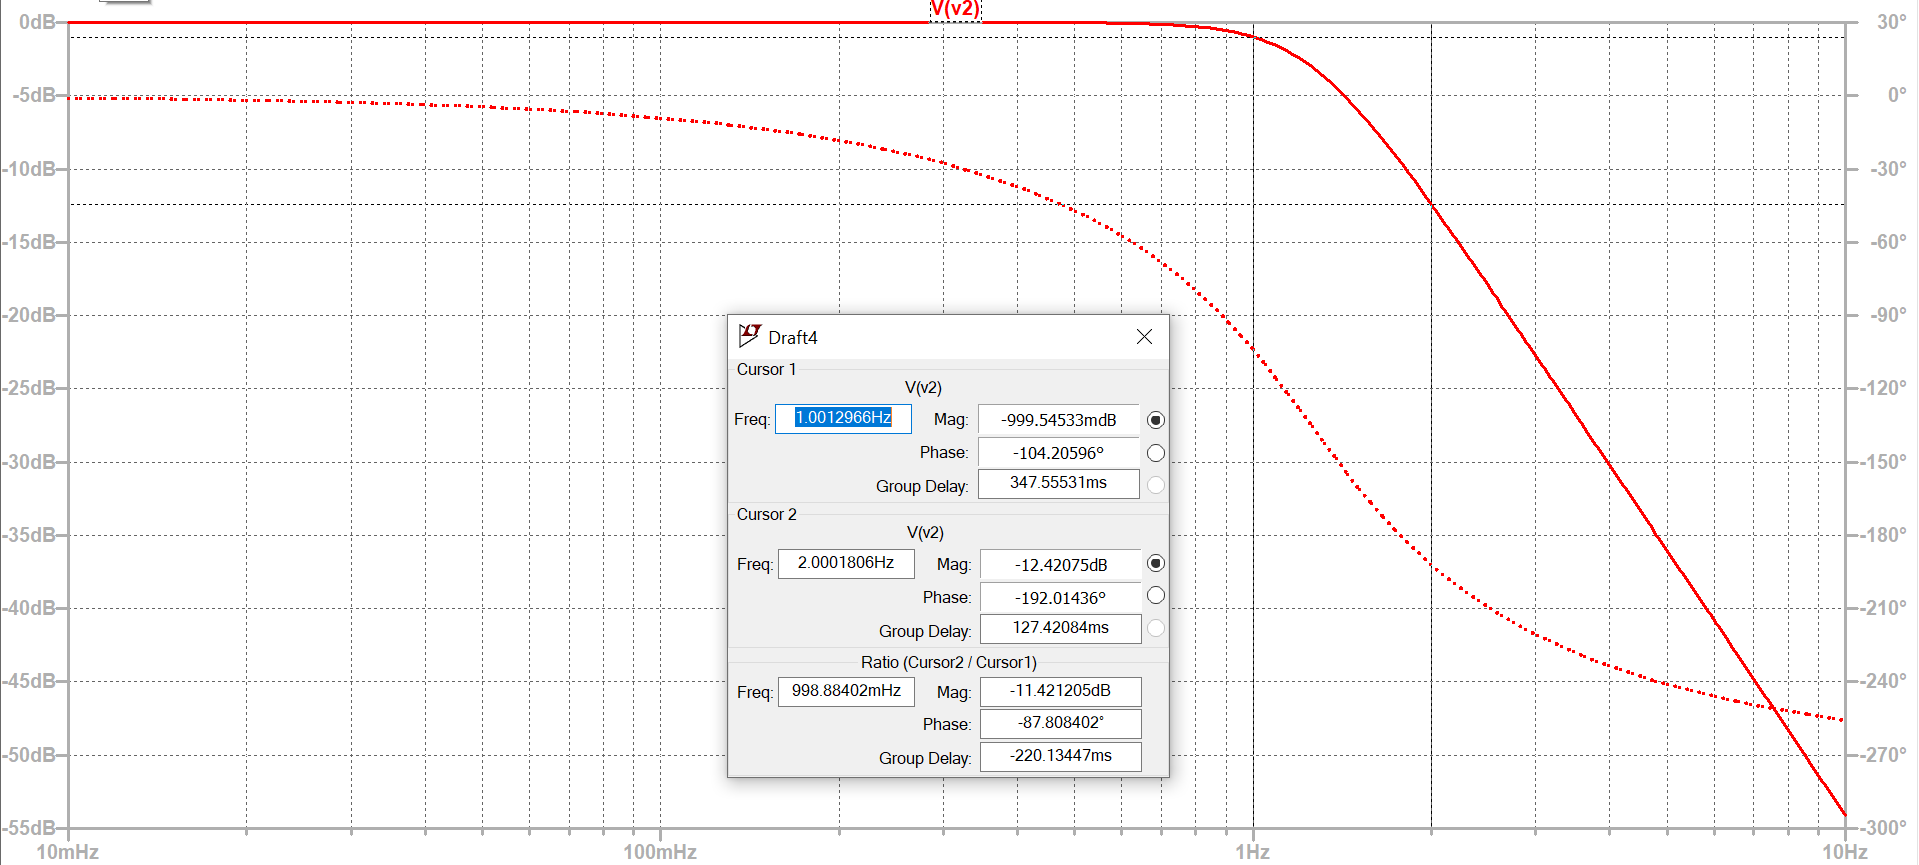 V(v2)
0dB
-5dB
-10dB
-15dB
-20dB
-25dB
-30dB
-35dB
-40dB
-45dB
-50dB
-55dB
30°
0°
-30°
-60°
-90°
-120°
-150°
-180°
-210°
-240°
-270°
-300°
10mHz 100mHz 1Hz 10Hz
Draft4
Cursor 1
V(v2)
Freq: 1.0012966Hz Mag: -999.54533mdB
Phase: -104.20596°
Group Delay: 347.55531ms
Cursor 2
V(v2)
Freq: 2.0001806Hz Mag: -12.42075dB
Phase: -192.01436°
Group Delay: 127.42084ms
Ratio (Cursor2 / Cursor1)
Freq: 998.88402mHz Mag: -11.421205dB
Phase: -87.808402°
Group Delay: -220.13447ms